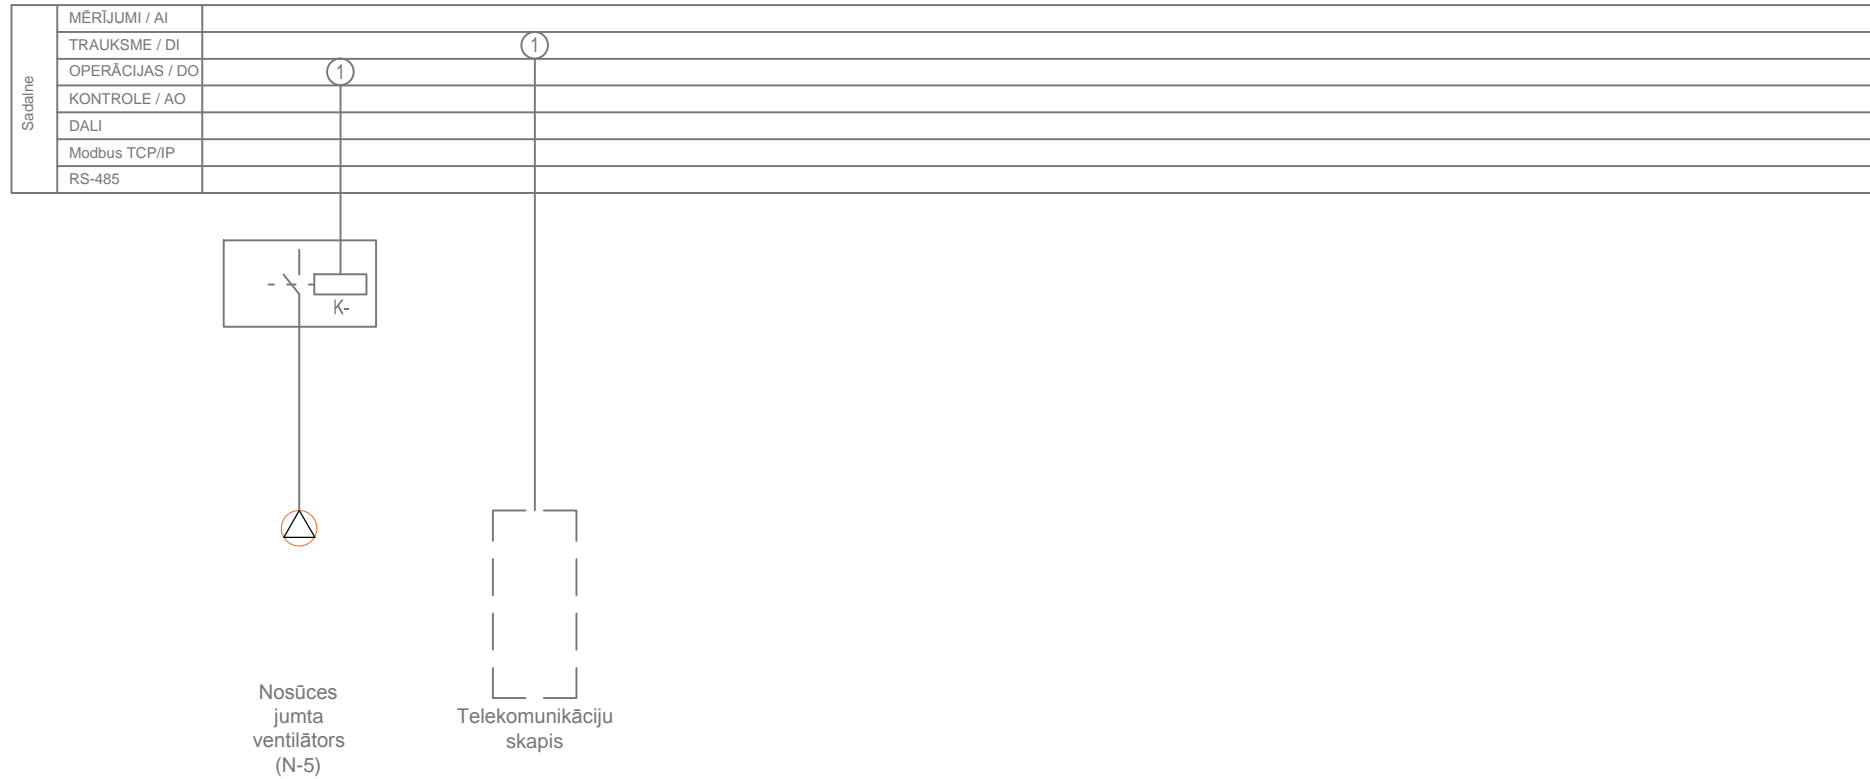 Sadalne
MĒRĪJUMI / AI
TRAUKSME / DI
1
OPERĀCIJAS / DO
1
KONTROLE / AO
DALI
Modbus TCP/IP
RS-485
K-
Nosūces
jumta
ventilātors
(N-5)
Telekomunikāciju
skapis